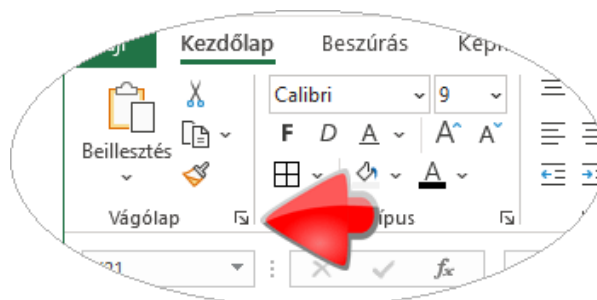 Kezdőlap Beszúrás
Calibri 9
F D A A A
Beillesztés
A
Vágólap
fx